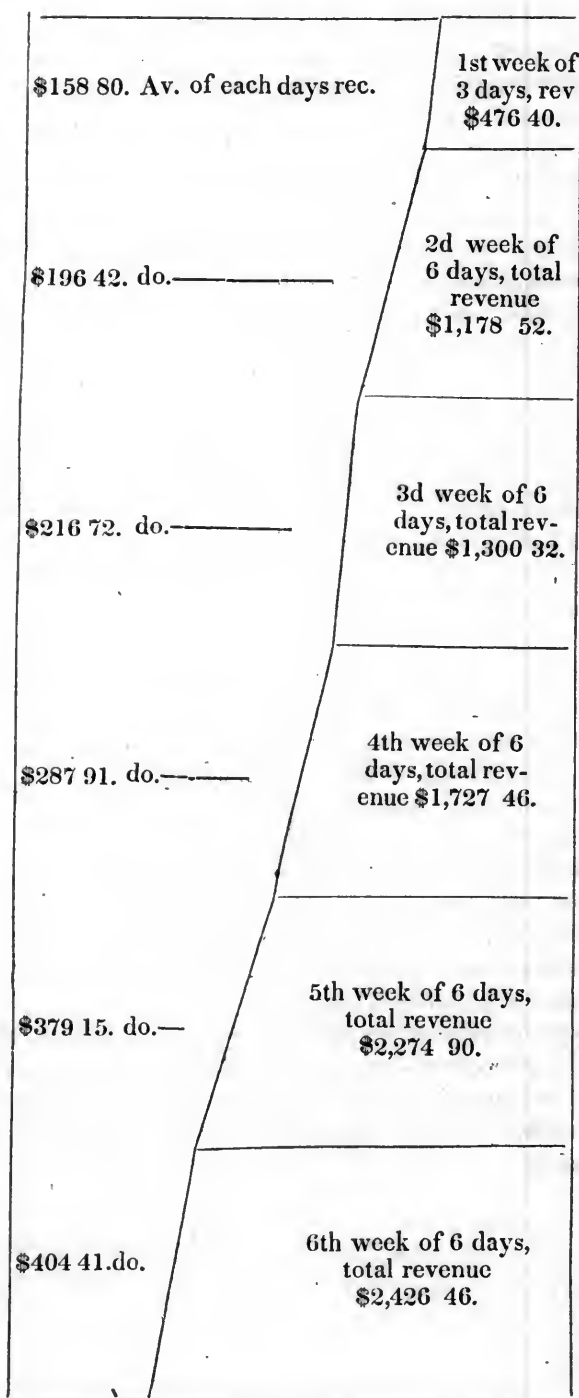 $158 80. Av. of each days rec.
1st week of
3 days, rev
$476 40.
$196 42. do.
2d week of
6 days, total
revenue
$1,178 52.
$216 72. do.
3d week of 6
days, total rev-
enue $1,300 32.
$287 91. do.
4th week of 6
days, total rev-
enue $1,727 46.
$379 15. do.
5th week of 6 days,
total revenue
$2,274 90.
$404 41. do.
6th week of 6 days,
total revenue
$2,426 46.